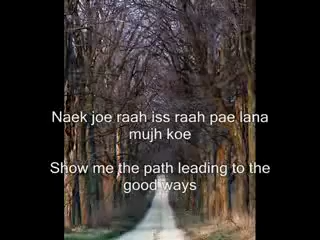 Naek joe raah iss raah pae lana
mujh koe
Show me the path leading to the
good ways